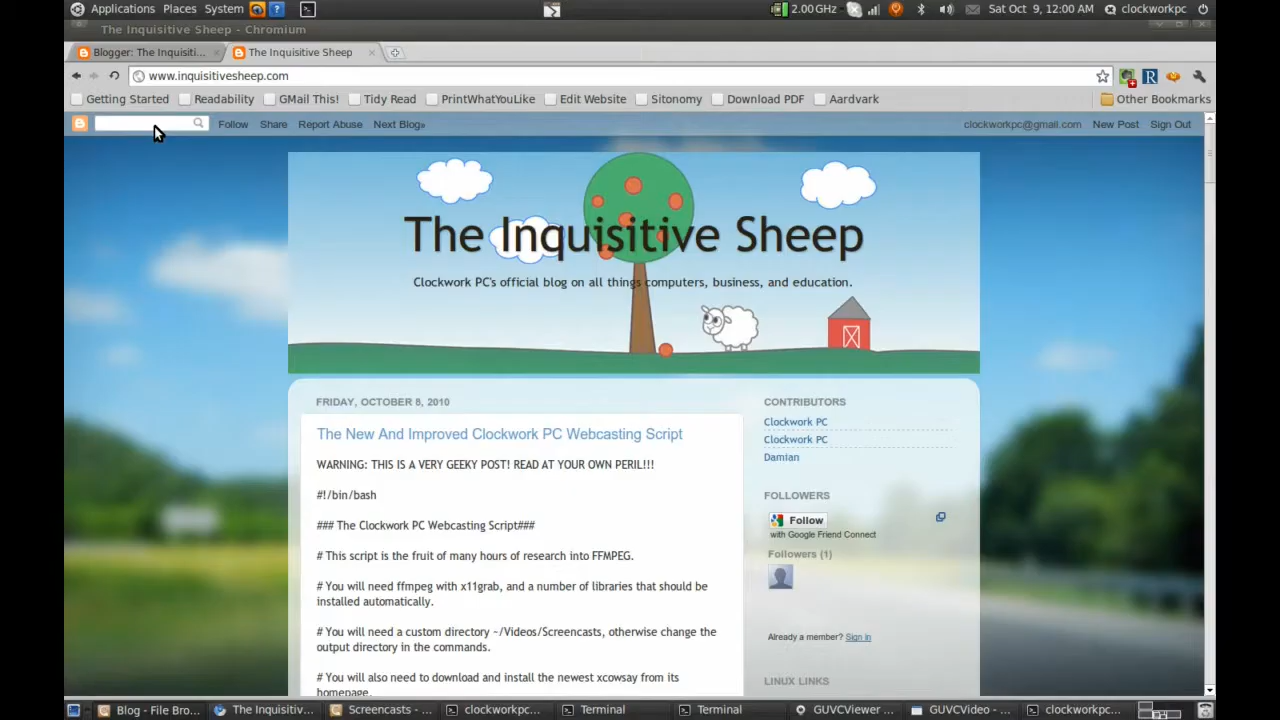 Applications Places System 2.00 GHz Sat Oct 9, 12:00 AM clockworkpc
The Inquisitive Sheep - Chromium
Blogger: The Inquisiti... The Inquisitive Sheep
www.inquisitivesheep.com
Getting Started Readability GMail This! Tidy Read PrintWhatYouLike Edit Website Sitonomy Download PDF Aardvark Other Bookmarks
Follow Share Report Abuse Next Blog» clockworkpc@gmail.com New Post Sign Out
The Inquisitive Sheep
Clockwork PC's official blog on all things computers, business, and education.
FRIDAY, OCTOBER 8, 2010
The New And Improved Clockwork PC Webcasting Script
WARNING: THIS IS A VERY GEEKY POST! READ AT YOUR OWN PERIL!!!
#!/bin/bash
### The Clockwork PC Webcasting Script###
# This script is the fruit of many hours of research into FFMPEG.
# You will need ffmpeg with x11grab, and a number of libraries that should be
installed automatically.
# You will need a custom directory ~/Videos/Screencasts, otherwise change the
output directory in the commands.
# You will also need to download and install the newest xcowsay from its
homepage.
CONTRIBUTORS
Clockwork PC
Clockwork PC
Damian
FOLLOWERS
Follow
with Google Friend Connect
Followers (1)
Already a member? Sign in
LINUX LINKS
Blog - File Bro... The Inquisitiv... Screencasts - ... clockworkpc... Terminal Terminal GUVCViewer ... GUVCVideo - ... clockworkpc...